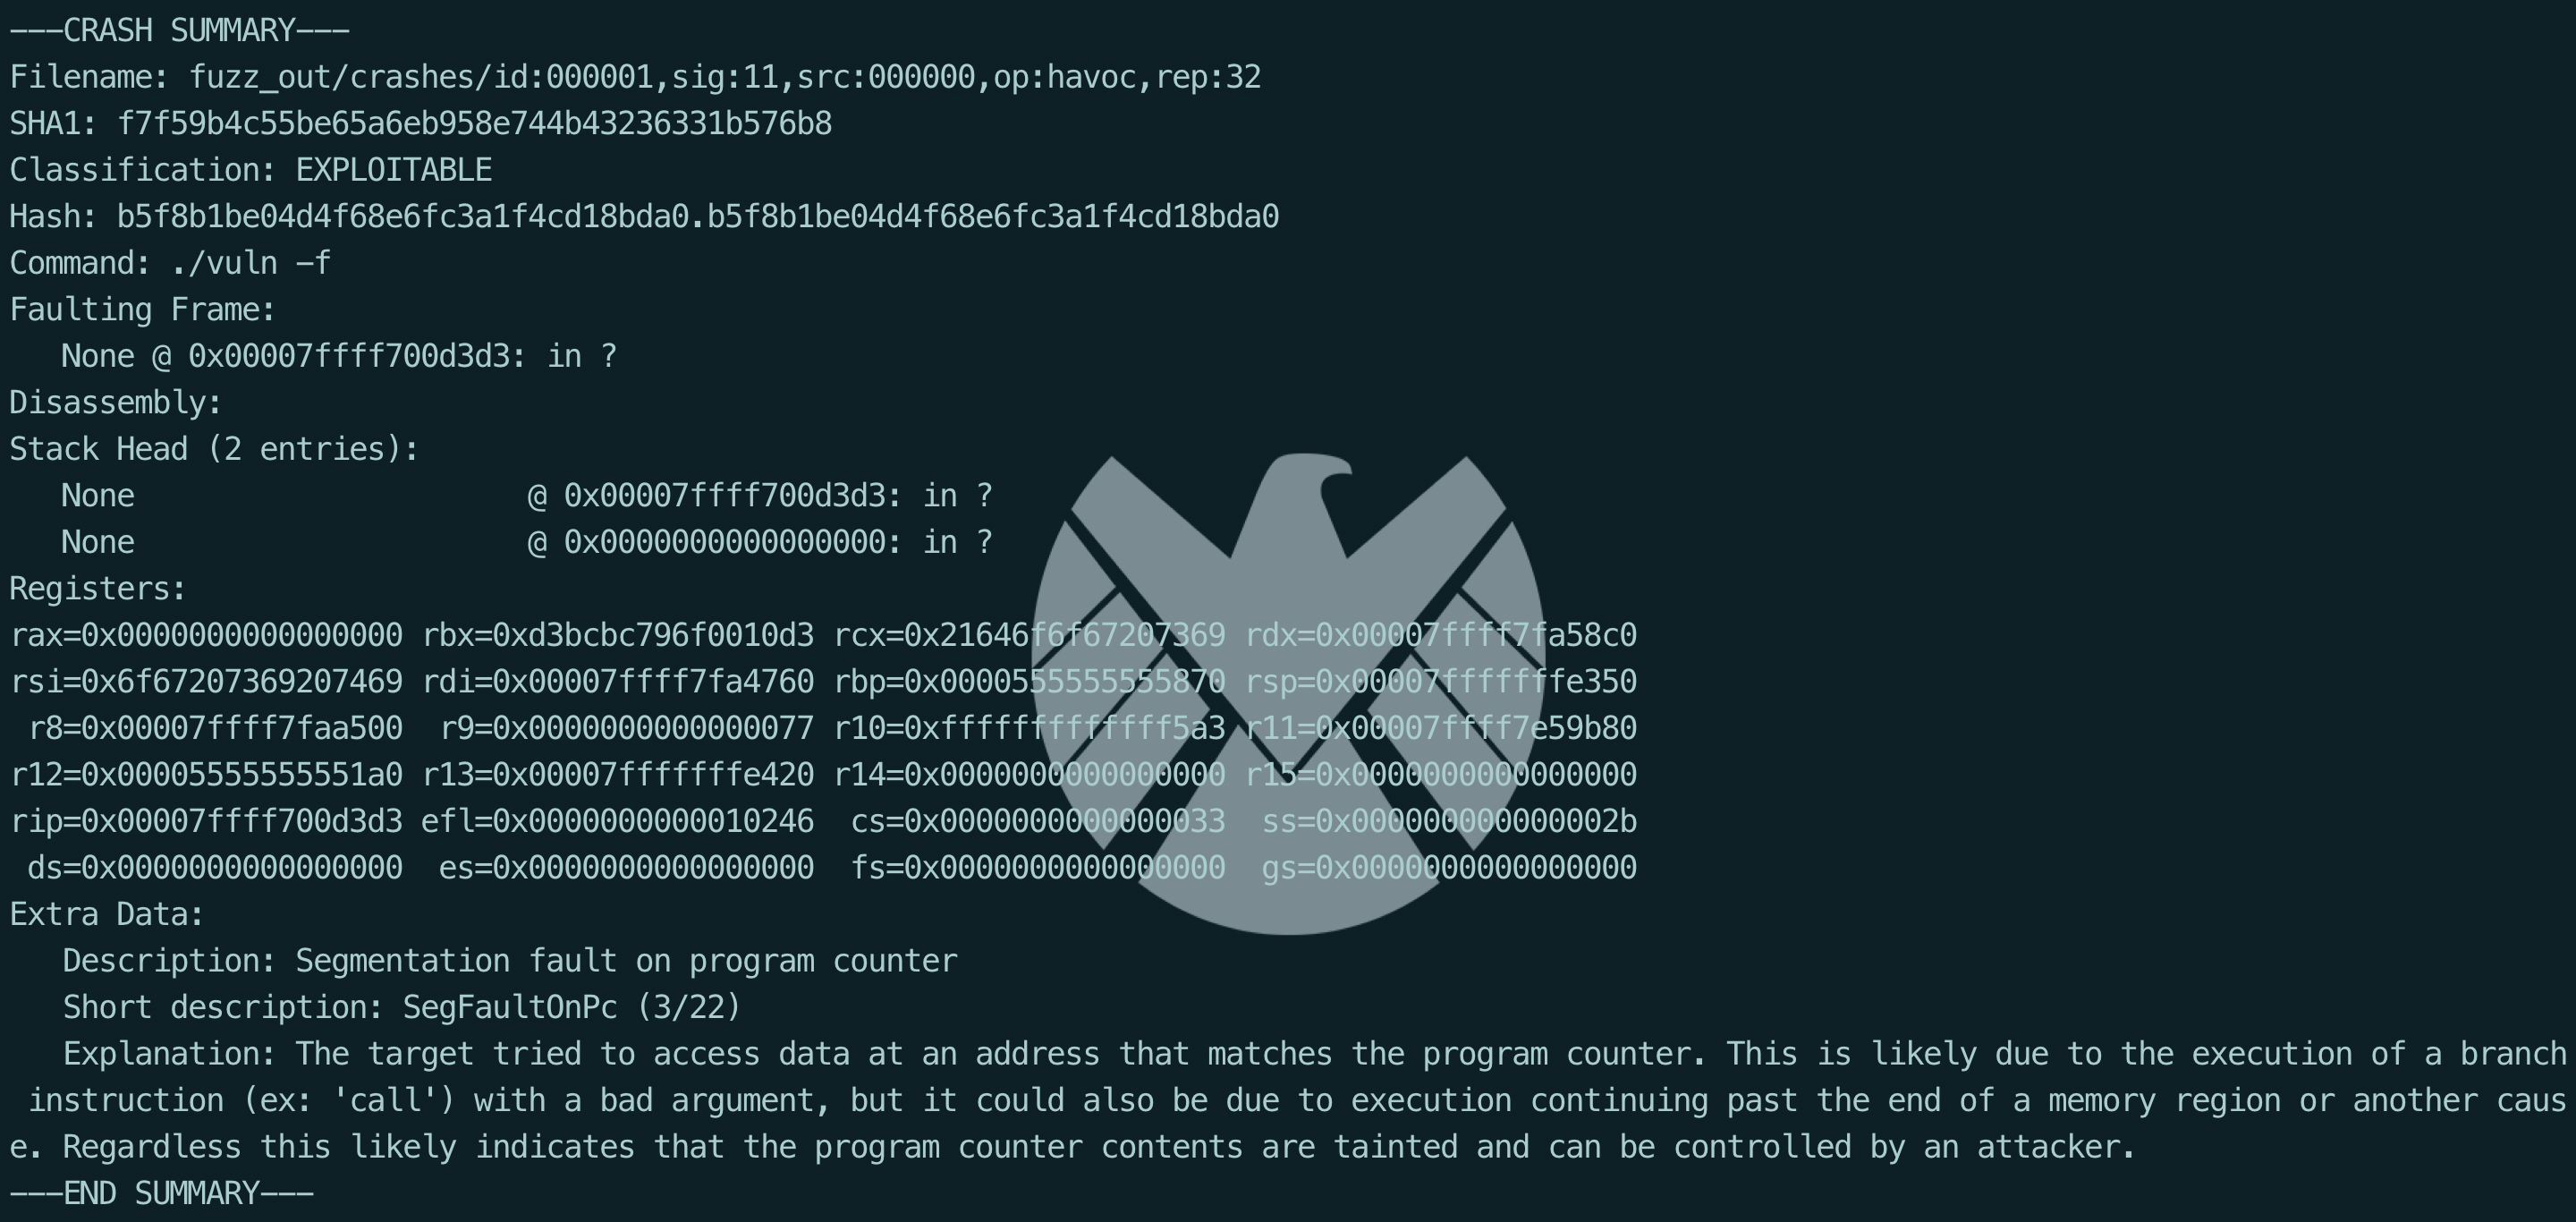 ---CRASH SUMMARY---
Filename: fuzz_out/crashes/id:000001,sig:11,src:000000,op:havoc,rep:32
SHA1: f7f59b4c55be65a6eb958e744b43236331b576b8
Classification: EXPLOITABLE
Hash: b5f8b1be04d4f68e6fc3a1f4cd18bda0.b5f8b1be04d4f68e6fc3a1f4cd18bda0
Command: ./vuln -f
Faulting Frame:
   None @ 0x00007ffff700d3d3: in ?
Disassembly:
Stack Head (2 entries):
   None                      @ 0x00007ffff700d3d3: in ?
   None                      @ 0x0000000000000000: in ?
Registers:
rax=0x0000000000000000 rbx=0xd3bcbc796f0010d3 rcx=0x21646f6f67207369 rdx=0x00007ffff7fa58c0
rsi=0x6f67207369207469 rdi=0x00007ffff7fa4760 rbp=0x0000555555555870 rsp=0x00007fffffffe350
 r8=0x00007ffff7faa500  r9=0x0000000000000077 r10=0xfffffffffffff5a3 r11=0x00007ffff7e59b80
r12=0x00005555555551a0 r13=0x00007fffffffe420 r14=0x0000000000000000 r15=0x0000000000000000
rip=0x00007ffff700d3d3 efl=0x0000000000010246  cs=0x0000000000000033  ss=0x000000000000002b
 ds=0x0000000000000000  es=0x0000000000000000  fs=0x0000000000000000  gs=0x0000000000000000
Extra Data:
   Description: Segmentation fault on program counter
   Short description: SegFaultOnPc (3/22)
   Explanation: The target tried to access data at an address that matches the program counter. This is likely due to the execution of a branch
 instruction (ex: 'call') with a bad argument, but it could also be due to execution continuing past the end of a memory region or another caus
e. Regardless this likely indicates that the program counter contents are tainted and can be controlled by an attacker.
---END SUMMARY---